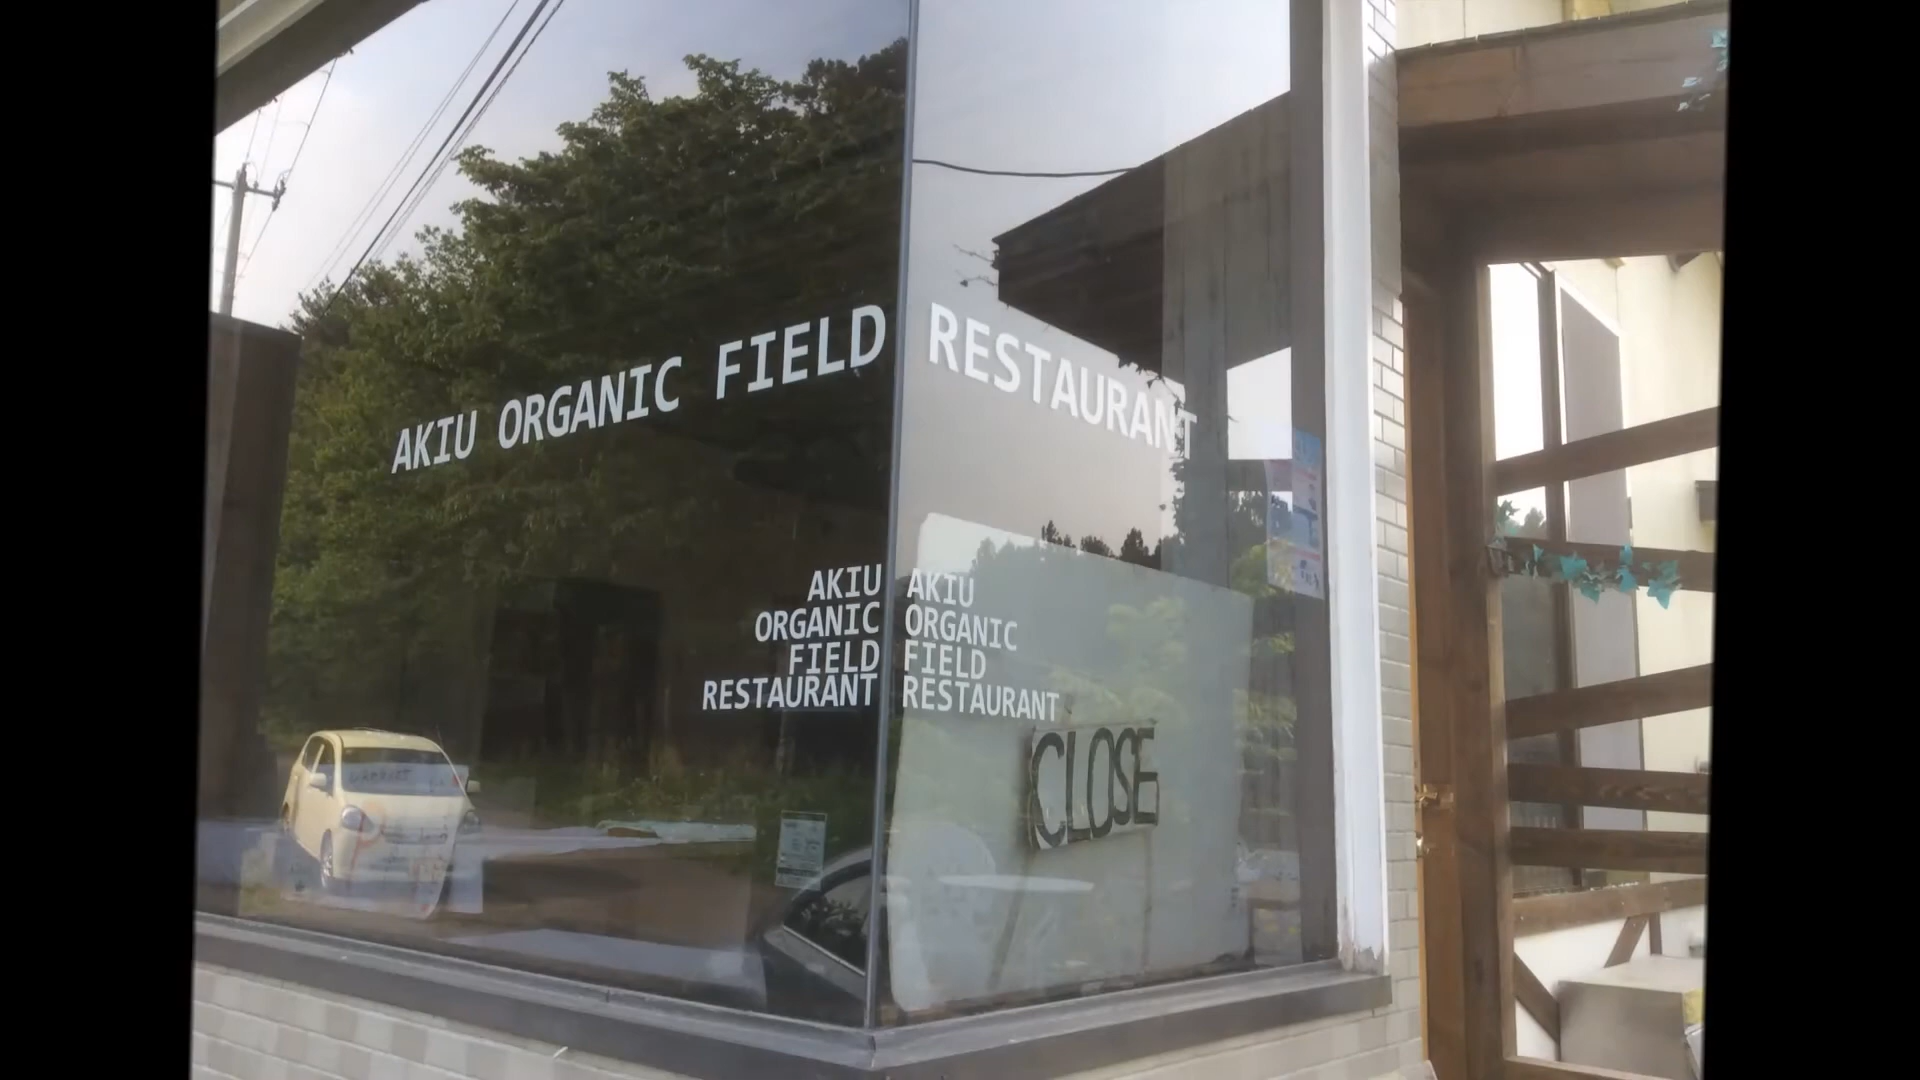 AKIU ORGANIC FIELD RESTAURANT
AKIU AKIU
ORGANIC ORGANIC
FIELD FIELD
RESTAURANT RESTAURANT
CLOSE